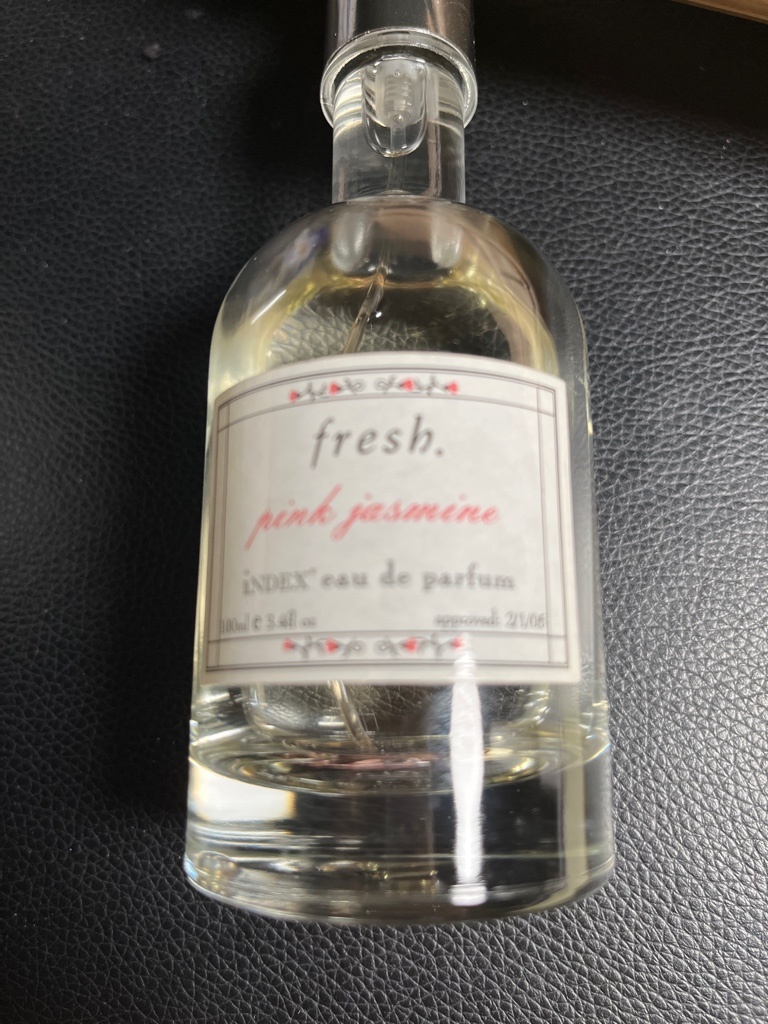 fresh.
pink jasmine
iNDEX® eau de parfum
100ml e 3.4fl oz approved: 2/1/06